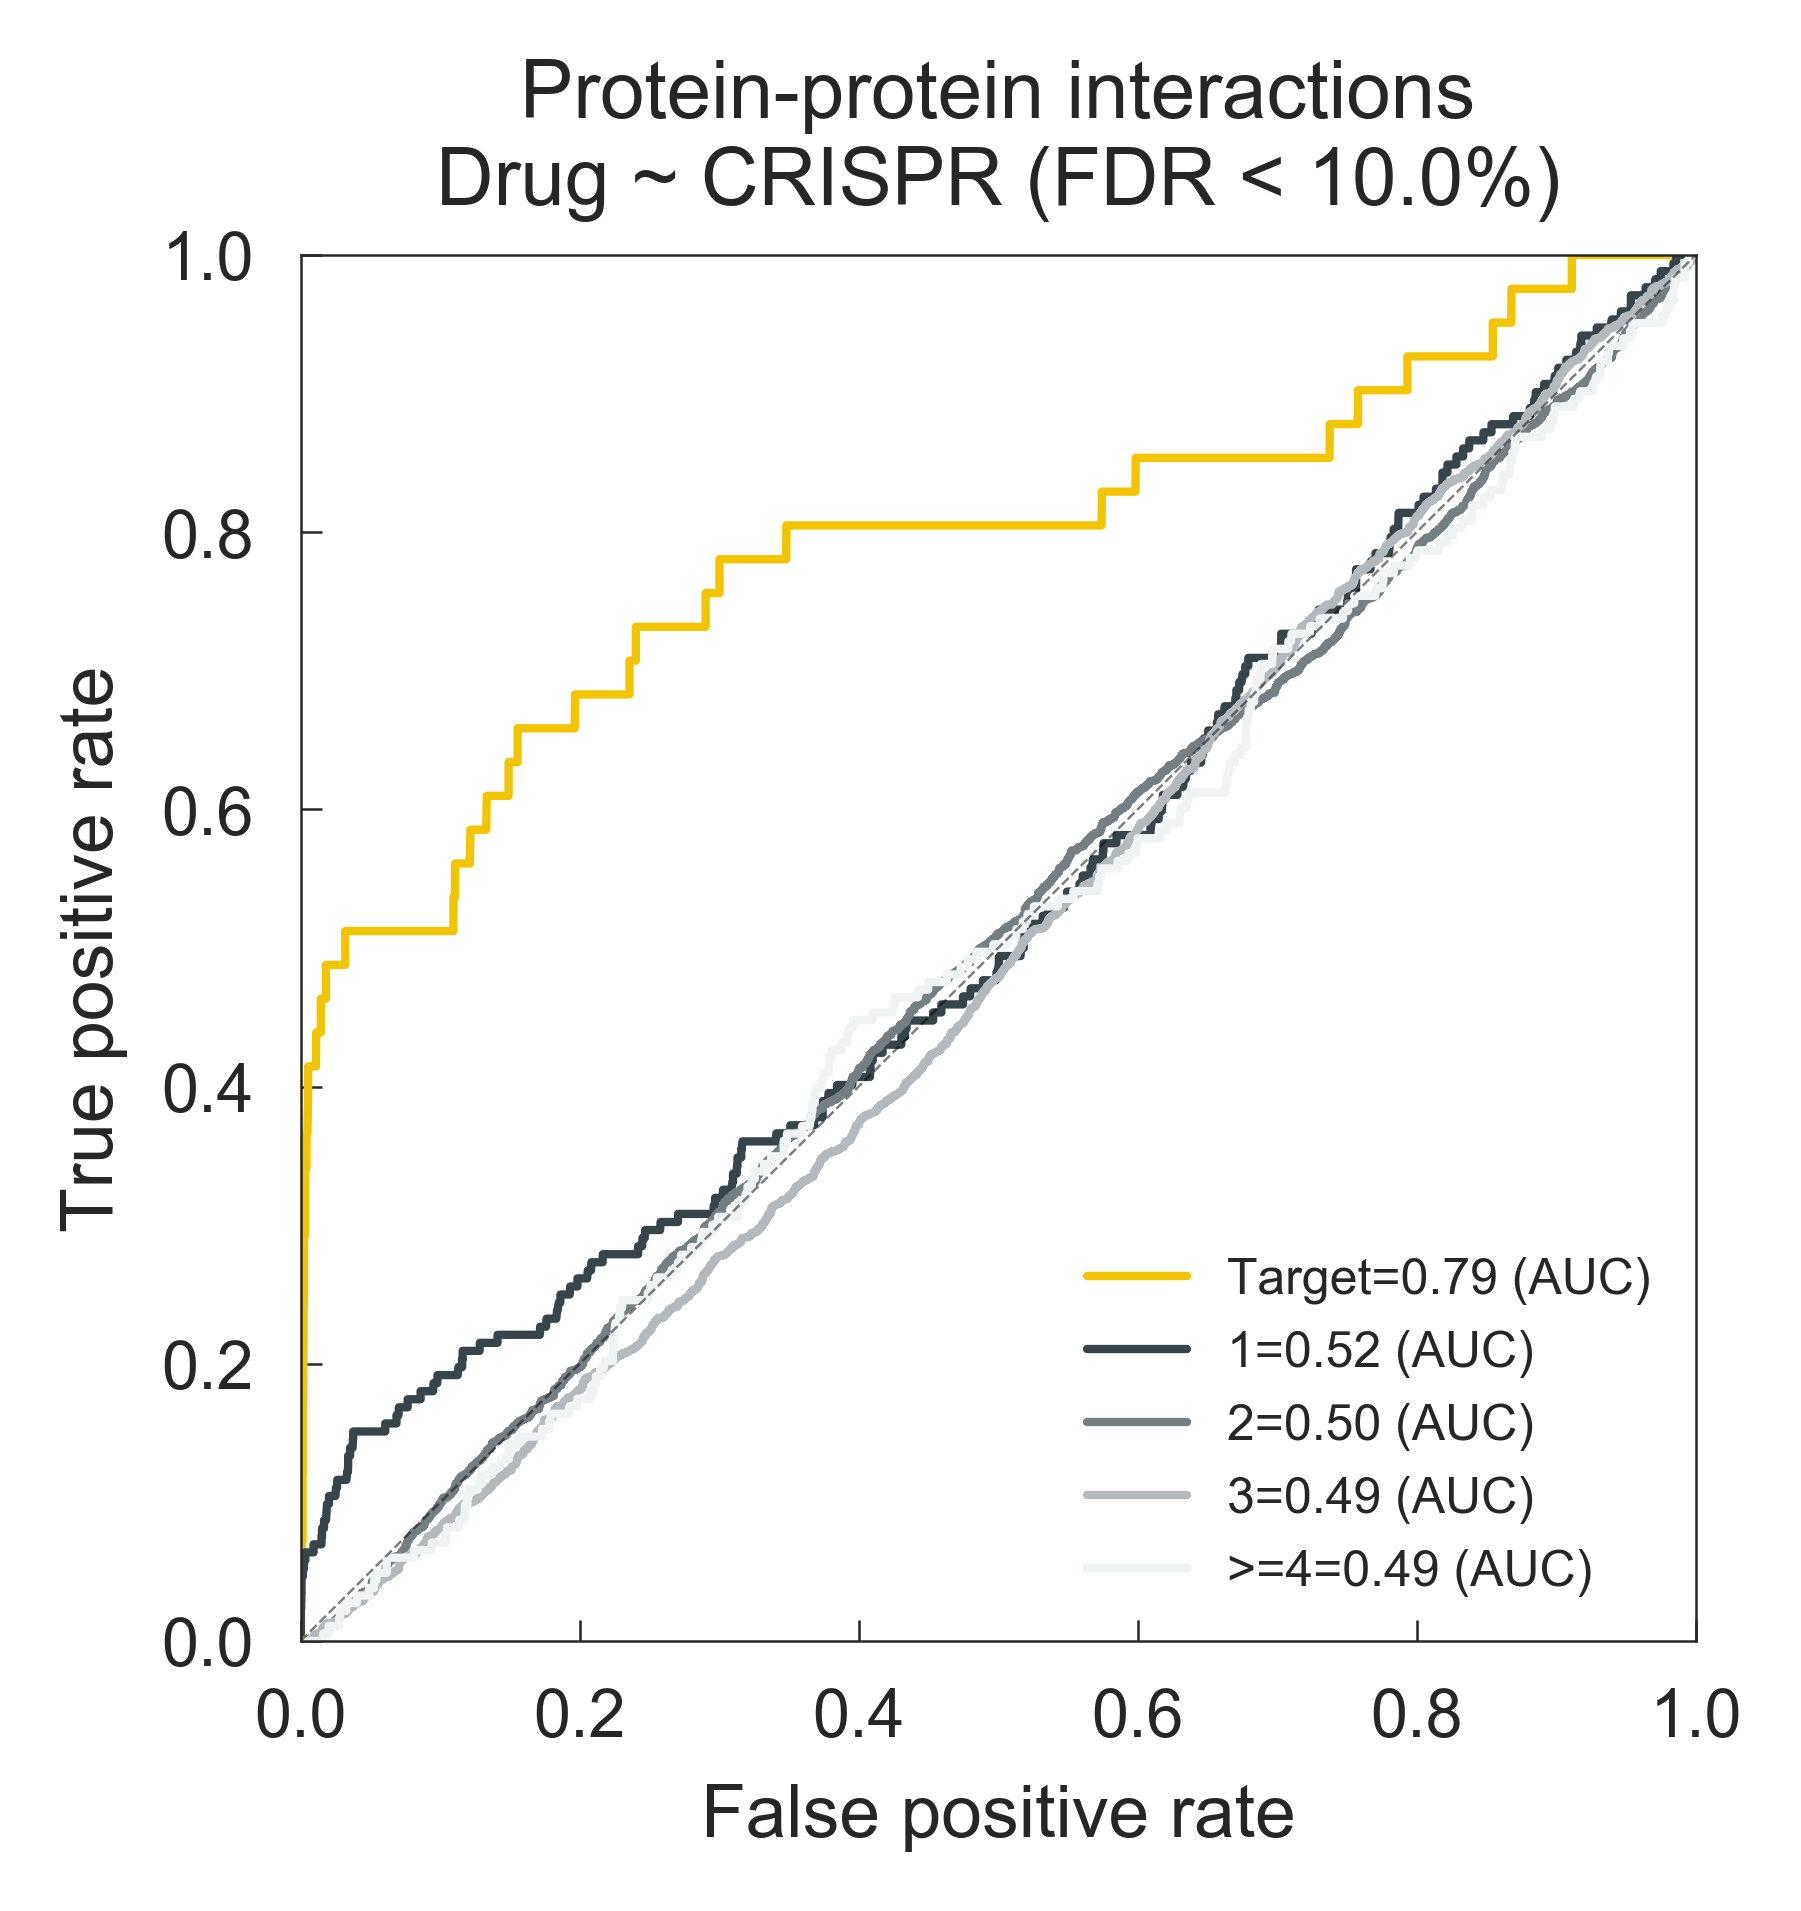 Protein-protein interactions
Drug ~ CRISPR (FDR < 10.0%)
1.0
0.8
0.6
0.4
0.2
0.0
True positive rate
Target=0.79 (AUC)
1=0.52 (AUC)
2=0.50 (AUC)
3=0.49 (AUC)
>=4=0.49 (AUC)
0.0 0.2 0.4 0.6 0.8 1.0
False positive rate